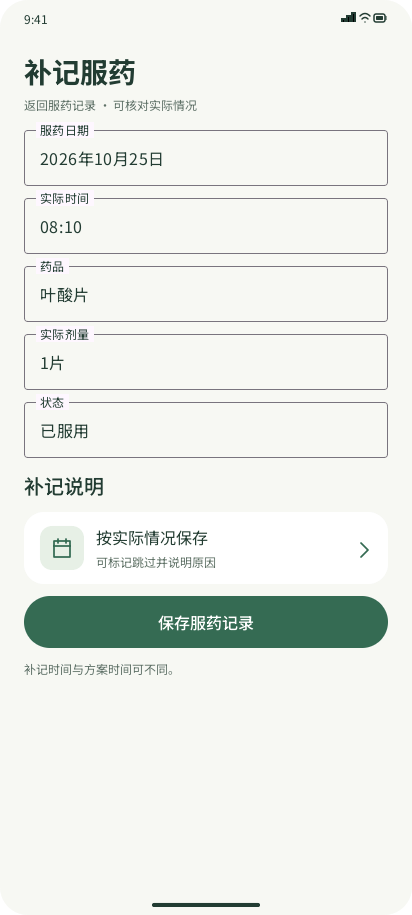 9:41
补记服药
返回服药记录 · 可核对实际情况
服药日期
2026年10月25日
实际时间
08:10
药品
叶酸片
实际剂量
1片
状态
已服用
补记说明
按实际情况保存
可标记跳过并说明原因
保存服药记录
补记时间与方案时间可不同。